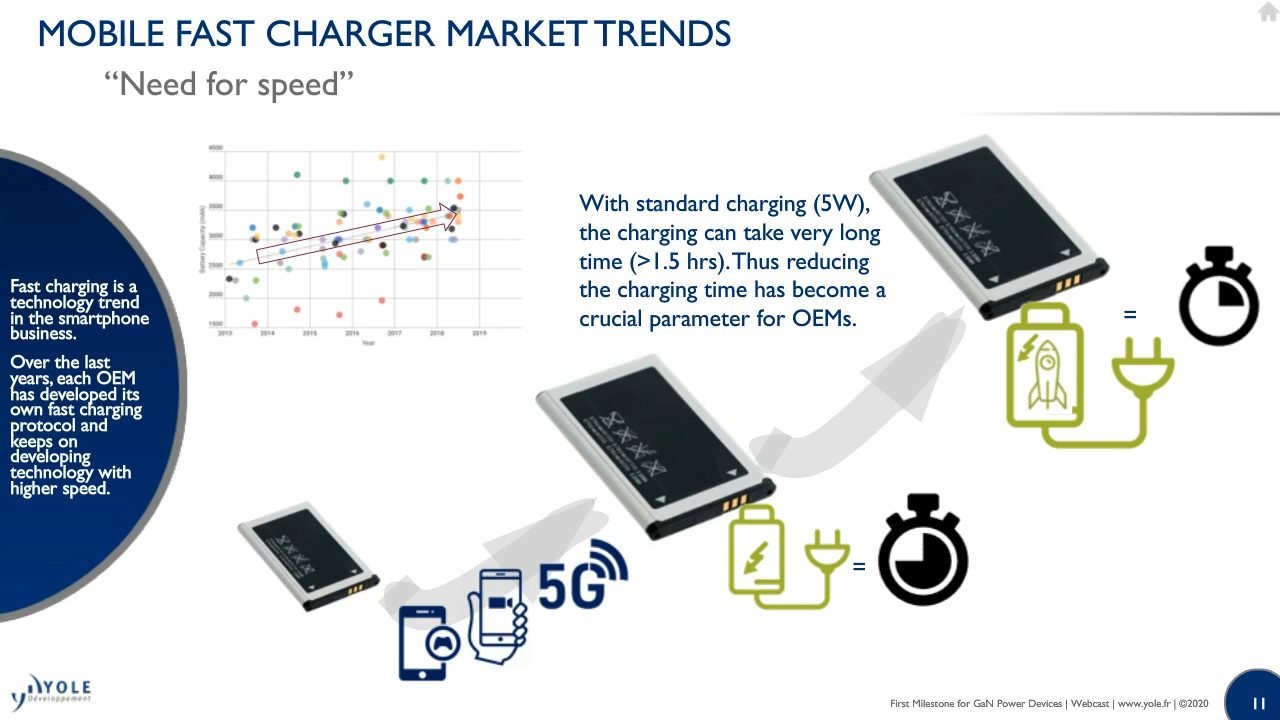 MOBILE FAST CHARGER MARKET TRENDS
“Need for speed”
Fast charging is a
technology trend
in the smartphone
business.
Over the last
years, each OEM
has developed its
own fast charging
protocol and
keeps on
developing
technology with
higher speed.
Battery Capacity (mAh)
4500
4000
3500
3000
2500
2000
1500
2013 2014 2015 2016 2017 2018 2019
Year
With standard charging (5W),
the charging can take very long
time (>1.5 hrs). Thus reducing
the charging time has become a
crucial parameter for OEMs.
=
=
5G
YOLE
Développement
First Milestone for GaN Power Devices | Webcast | www.yole.fr | ©2020
11